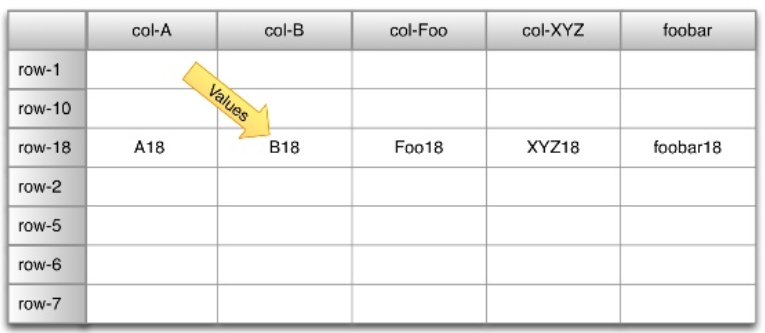 col-A col-B col-Foo col-XYZ foobar
row-1
Values
row-10
row-18 A18 B18 Foo18 XYZ18 foobar18
row-2
row-5
row-6
row-7